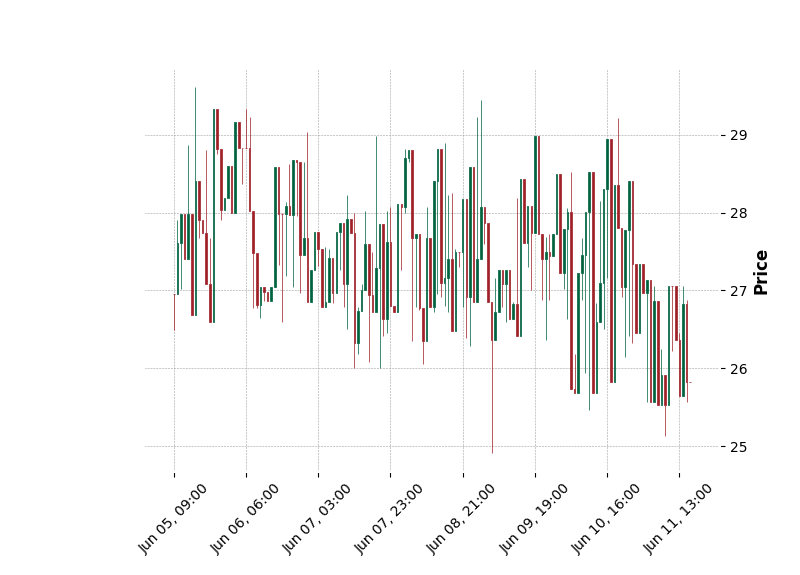 29
28
27
26
25
Price
Jun 05, 09:00
Jun 06, 06:00
Jun 07, 03:00
Jun 07, 23:00
Jun 08, 21:00
Jun 09, 19:00
Jun 10, 16:00
Jun 11, 13:00